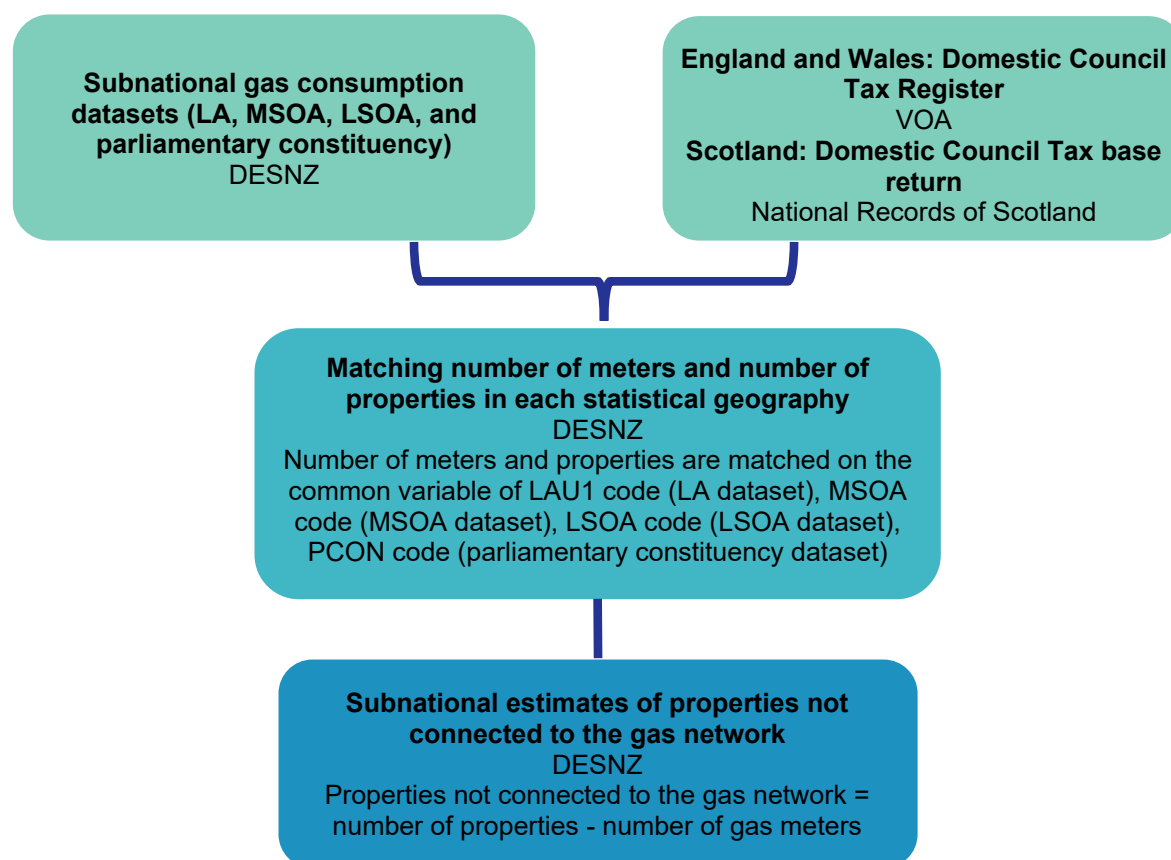 Subnational gas consumption
datasets (LA, MSOA, LSOA, and
parliamentary constituency)
DESNZ
England and Wales: Domestic Council
Tax Register
VOA
Scotland: Domestic Council Tax base
return
National Records of Scotland
Matching number of meters and number of
properties in each statistical geography
DESNZ
Number of meters and properties are matched on the
common variable of LAU1 code (LA dataset), MSOA
code (MSOA dataset), LSOA code (LSOA dataset),
PCON code (parliamentary constituency dataset)
Subnational estimates of properties not
connected to the gas network
DESNZ
Properties not connected to the gas network =
number of properties - number of gas meters